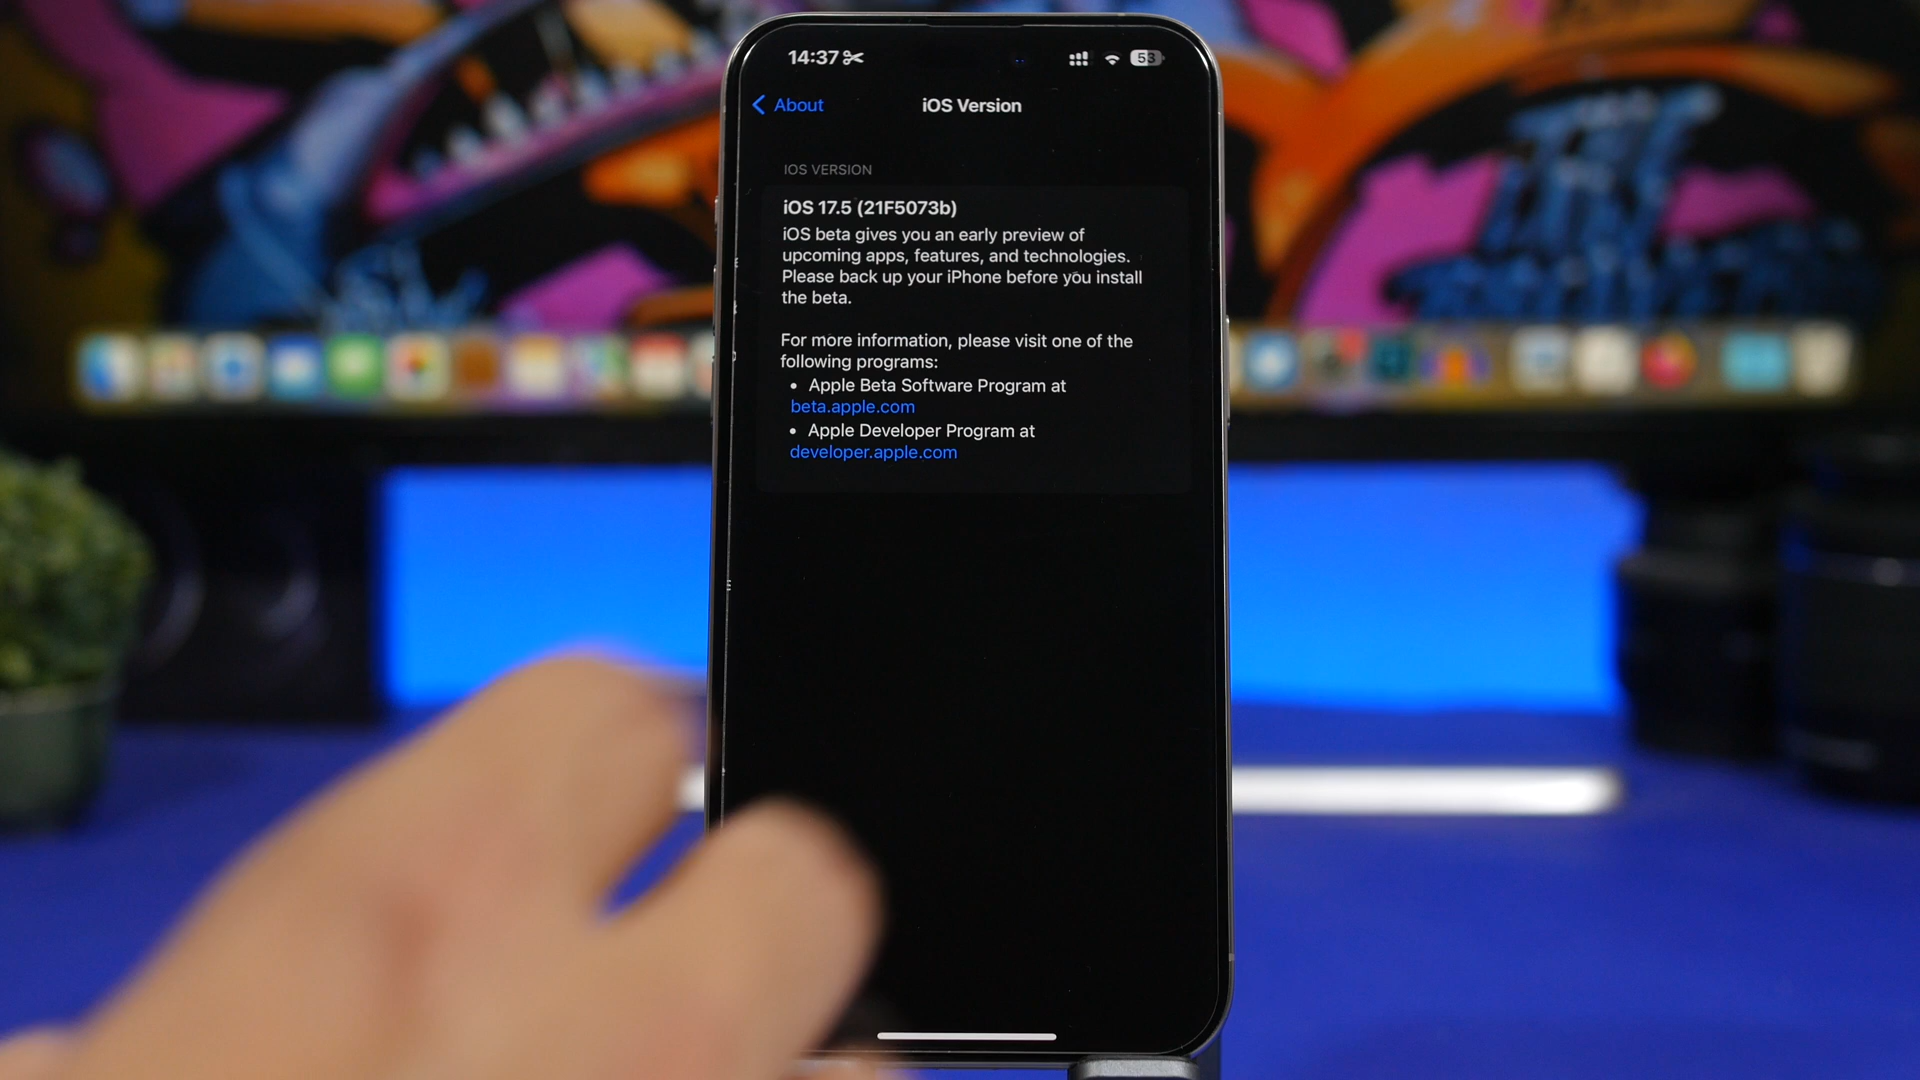 14:37
53
About
iOS Version
IOS VERSION
iOS 17.5 (21F5073b)
iOS beta gives you an early preview of
upcoming apps, features, and technologies.
Please back up your iPhone before you install
the beta.
For more information, please visit one of the
following programs:
• Apple Beta Software Program at
beta.apple.com
• Apple Developer Program at
developer.apple.com